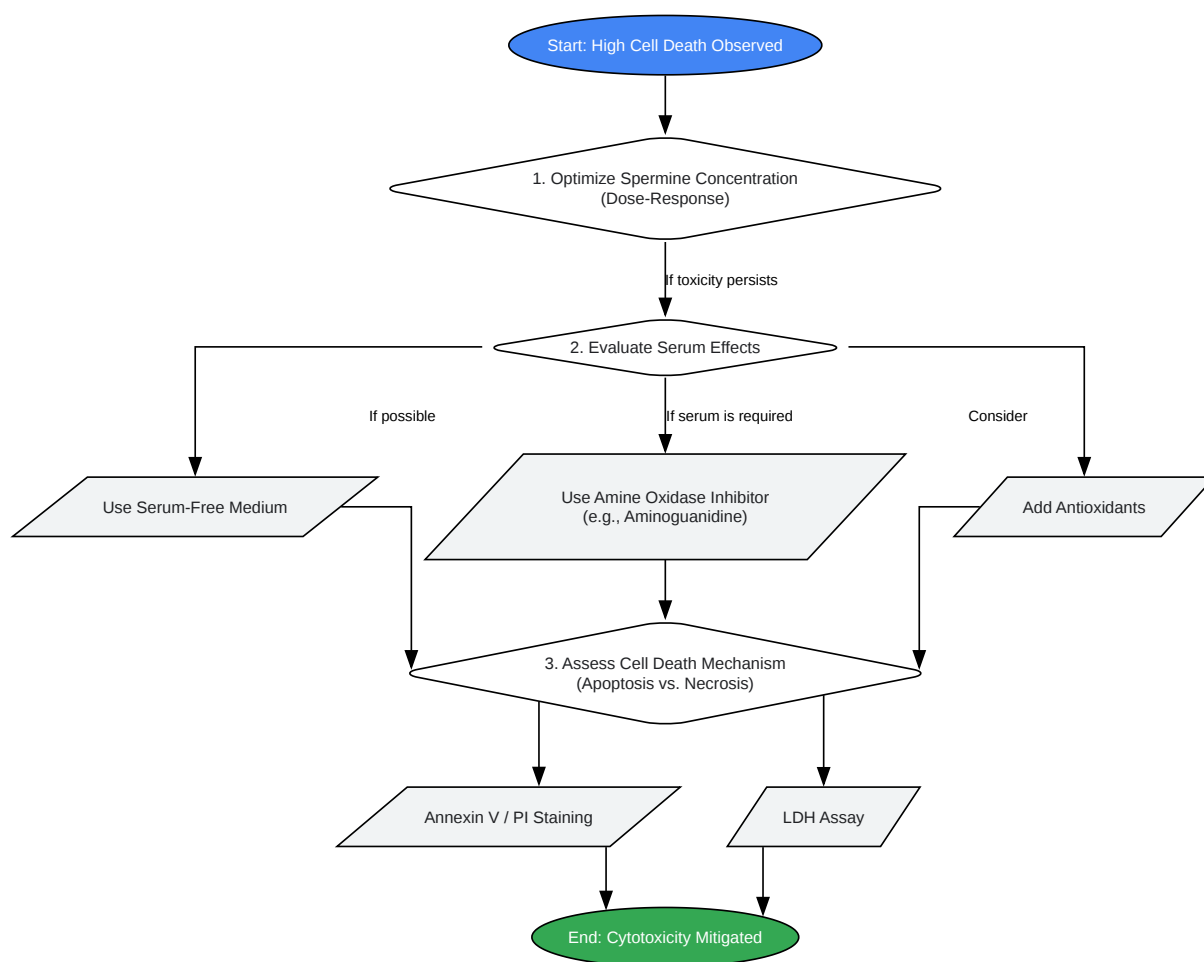 Start: High Cell Death Observed
1. Optimize Spermine Concentration
(Dose-Response)
If toxicity persists
2. Evaluate Serum Effects
If possible
If serum is required
Consider
Use Serum-Free Medium
Use Amine Oxidase Inhibitor
(e.g., Aminoguanidine)
Add Antioxidants
3. Assess Cell Death Mechanism
(Apoptosis vs. Necrosis)
Annexin V / PI Staining
LDH Assay
End: Cytotoxicity Mitigated